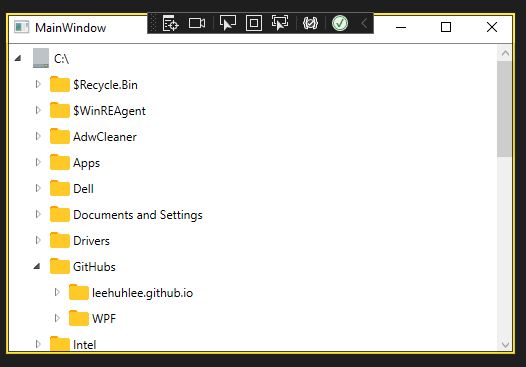 MainWindow
C:\
$Recycle.Bin
$WinREAgent
AdwCleaner
Apps
Dell
Documents and Settings
Drivers
GitHubs
leehuhlee.github.io
WPF
Intel